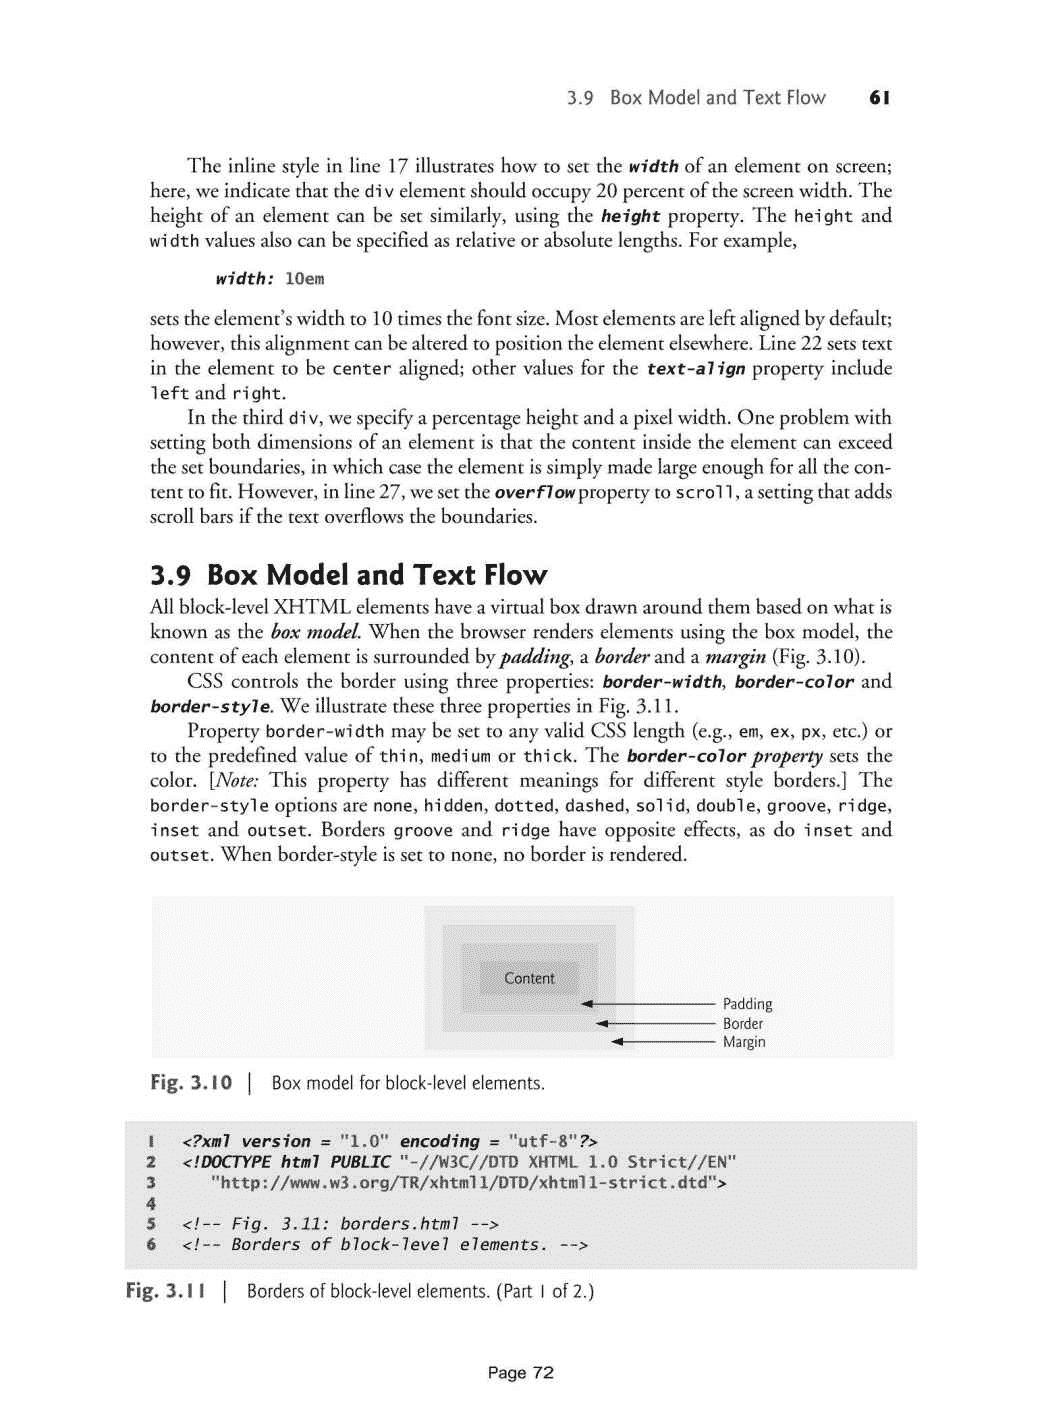 3.9 Box Model and Text Flow 61
The inline style in line 17 illustrates how to set the width of an element on screen;
here, we indicate that the div element should occupy 20 percent of the screen width. The
height of an element can be set similarly, using the height property. The height and
width values also can be specified as relative or absolute lengths. For example,
width: 10em
sets the element's width to 10 times the font size. Most elements are left aligned by default;
however, this alignment can be altered to position the element elsewhere. Line 22 sets text
in the element to be center aligned; other values for the text-align property include
left and right.
In the third div, we specify a percentage height and a pixel width. One problem with
setting both dimensions of an element is that the content inside the element can exceed
the set boundaries, in which case the element is simply made large enough for all the con-
tent to fit. However, in line 27, we set the overflow property to scroll, a setting that adds
scroll bars if the text overflows the boundaries.
3.9 Box Model and Text Flow
All block-level XHTML elements have a virtual box drawn around them based on what is
known as the box model. When the browser renders elements using the box model, the
content of each element is surrounded by padding, a border and a margin (Fig. 3.10).
CSS controls the border using three properties: border-width, border-color and
border-style. We illustrate these three properties in Fig. 3.11.
Property border-width may be set to any valid CSS length (e.g., em, ex, px, etc.) or
to the predefined value of thin, medium or thick. The border-color property sets the
color. [Note: This property has different meanings for different style borders.] The
border-style options are none, hidden, dotted, dashed, solid, double, groove, ridge,
inset and outset. Borders groove and ridge have opposite effects, as do inset and
outset. When border-style is set to none, no border is rendered.
Content
Padding
Border
Margin
Fig. 3.10 | Box model for block-level elements.
1 <?xml version = "1.0" encoding = "utf-8"?>
2 <!DOCTYPE html PUBLIC "-//W3C//DTD XHTML 1.0 Strict//EN"
3 "http://www.w3.org/TR/xhtml1/DTD/xhtml1-strict.dtd">
4
5 <!-- Fig. 3.11: borders.html -->
6 <!-- Borders of block-level elements. -->
Fig. 3.11 | Borders of block-level elements. (Part 1 of 2.)
Page 72